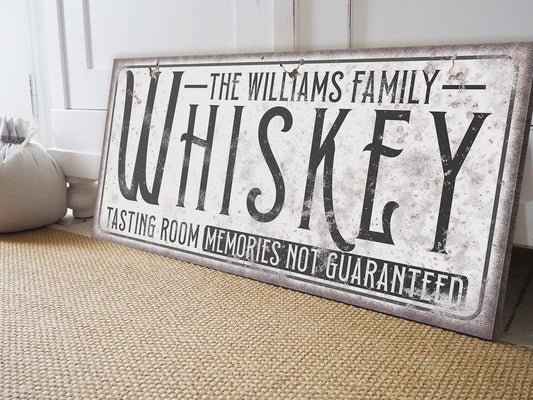 THE WILLIAMS FAMILY
WHISKEY
TASTING ROOM MEMORIES NOT GUARANTEED